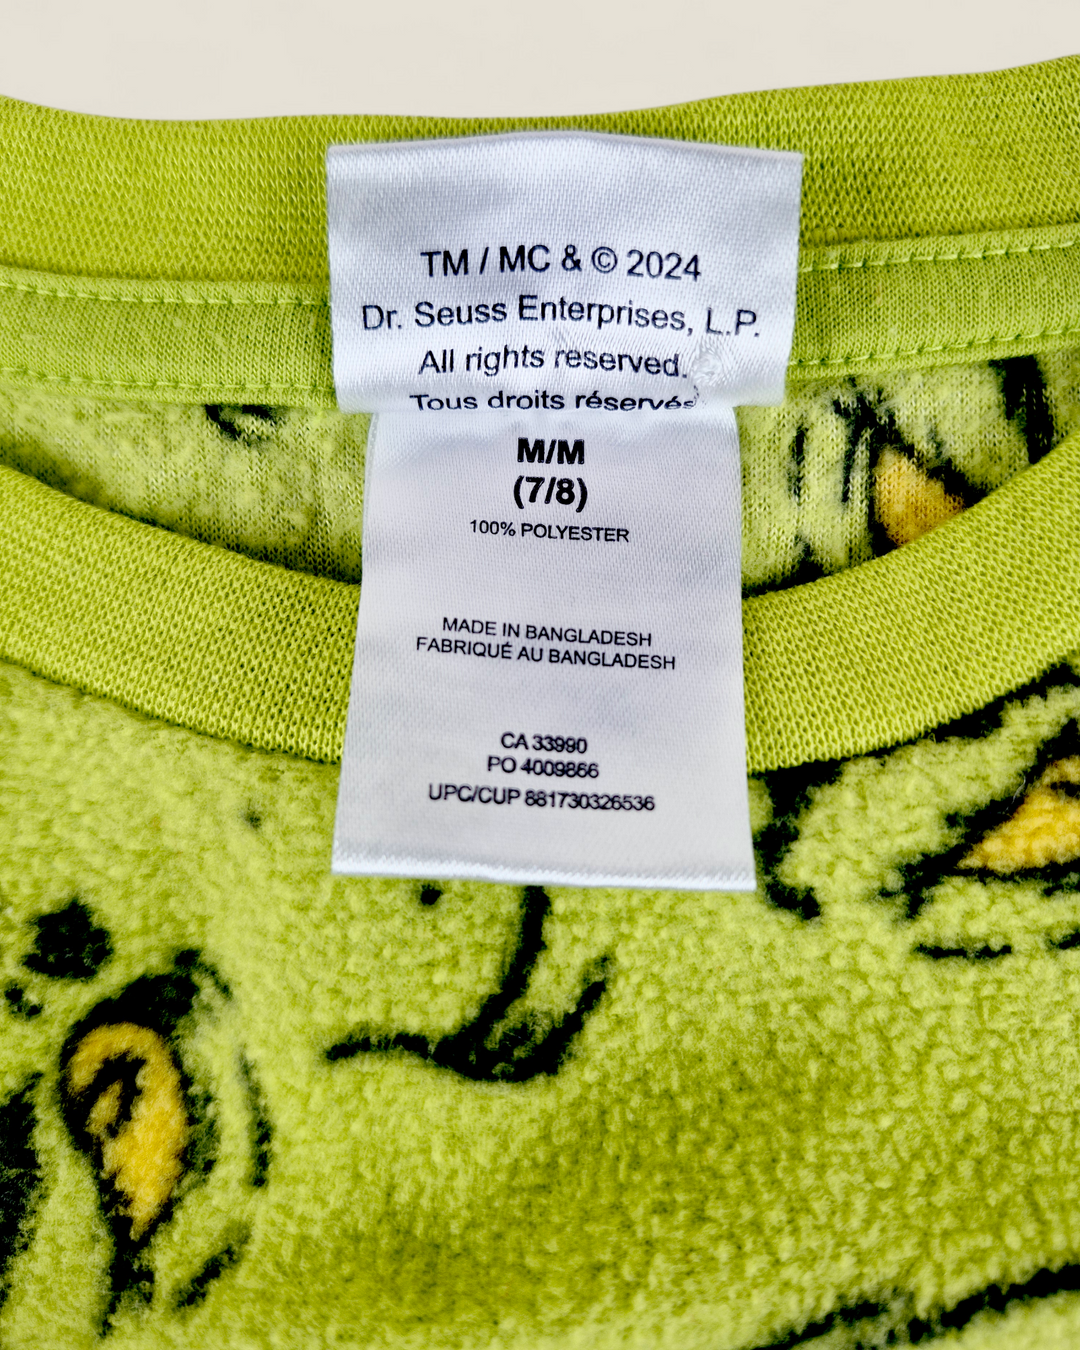 TM / MC & © 2024
Dr. Seuss Enterprises, L.P.
All rights reserved.
Tous droits réservés
M/M
(7/8)
100% POLYESTER
MADE IN BANGLADESH
FABRIQUÉ AU BANGLADESH
CA 33990
PO 4009866
UPC/CUP 881730326536